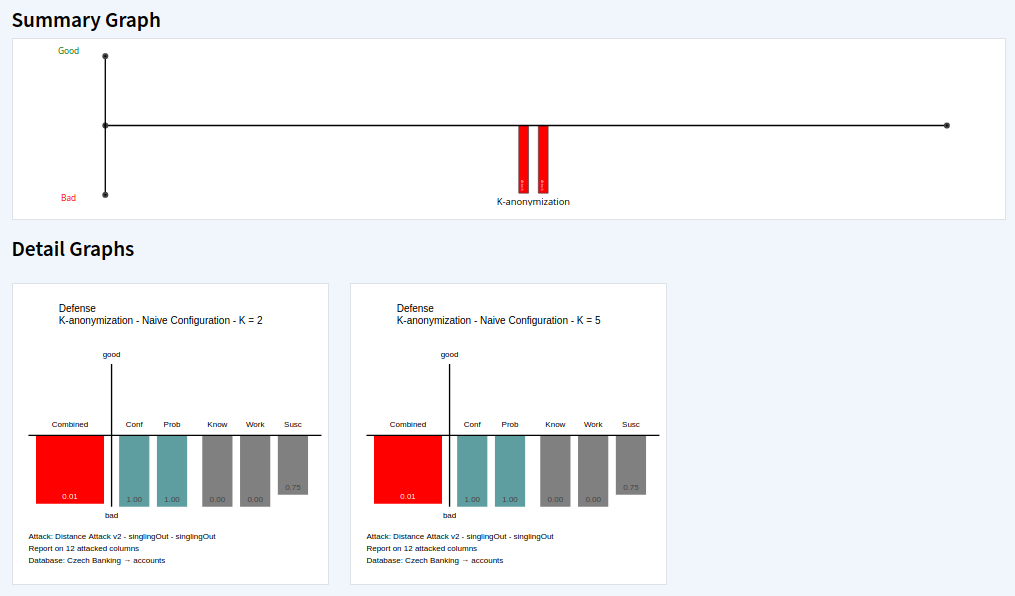 Summary Graph
Good
Bad
K-anonymization
Detail Graphs
Defense
K-anonymization - Naive Configuration - K = 2
good
Combined Conf Prob Know Work Susc
0.01 1.00 1.00 0.00 0.00 0.75
bad
Attack: Distance Attack v2 - singlingOut - singlingOut
Report on 12 attacked columns
Database: Czech Banking → accounts
Defense
K-anonymization - Naive Configuration - K = 5
good
Combined Conf Prob Know Work Susc
0.01 1.00 1.00 0.00 0.00 0.75
bad
Attack: Distance Attack v2 - singlingOut - singlingOut
Report on 12 attacked columns
Database: Czech Banking → accounts